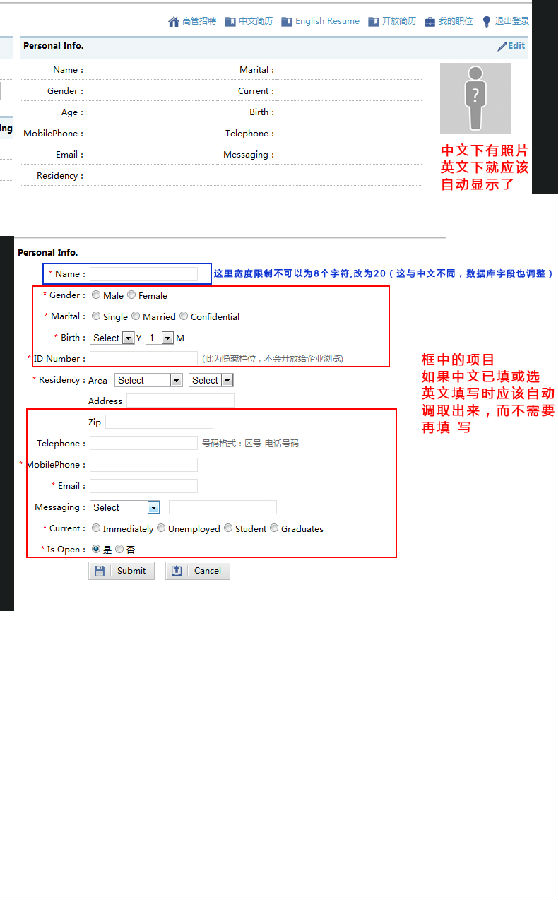 高管招聘 中文简历 English Resume 开放简历 我的职位 退出登录
Personal Info. Edit
Name : Marital :
Gender : Current :
ing
Age : Birth :
MobilePhone : Telephone :
Email : Messaging :
Residency :
?
中文下有照片
英文下就应该
自动显示了
Personal Info.
* Name : 这里宽度限制不可以为8个字符,改为20（这与中文不同，数据库字段也调整）
* Gender : Male Female
* Marital : Single Married Confidential
* Birth : Select Y 1 M
* ID Number : (此为隐藏栏位，不会开放给企业浏览)
* Residency : Area Select Select
Address
Zip
Telephone : 号码格式：区号-电话号码
* MobilePhone :
* Email :
Messaging : Select
* Current : Immediately Unemployed Student Graduates
* Is Open : 是 否
Submit Cancel
框中的项目
如果中文已填或选
英文填写时应该自动
调取出来，而不需要
再填 写